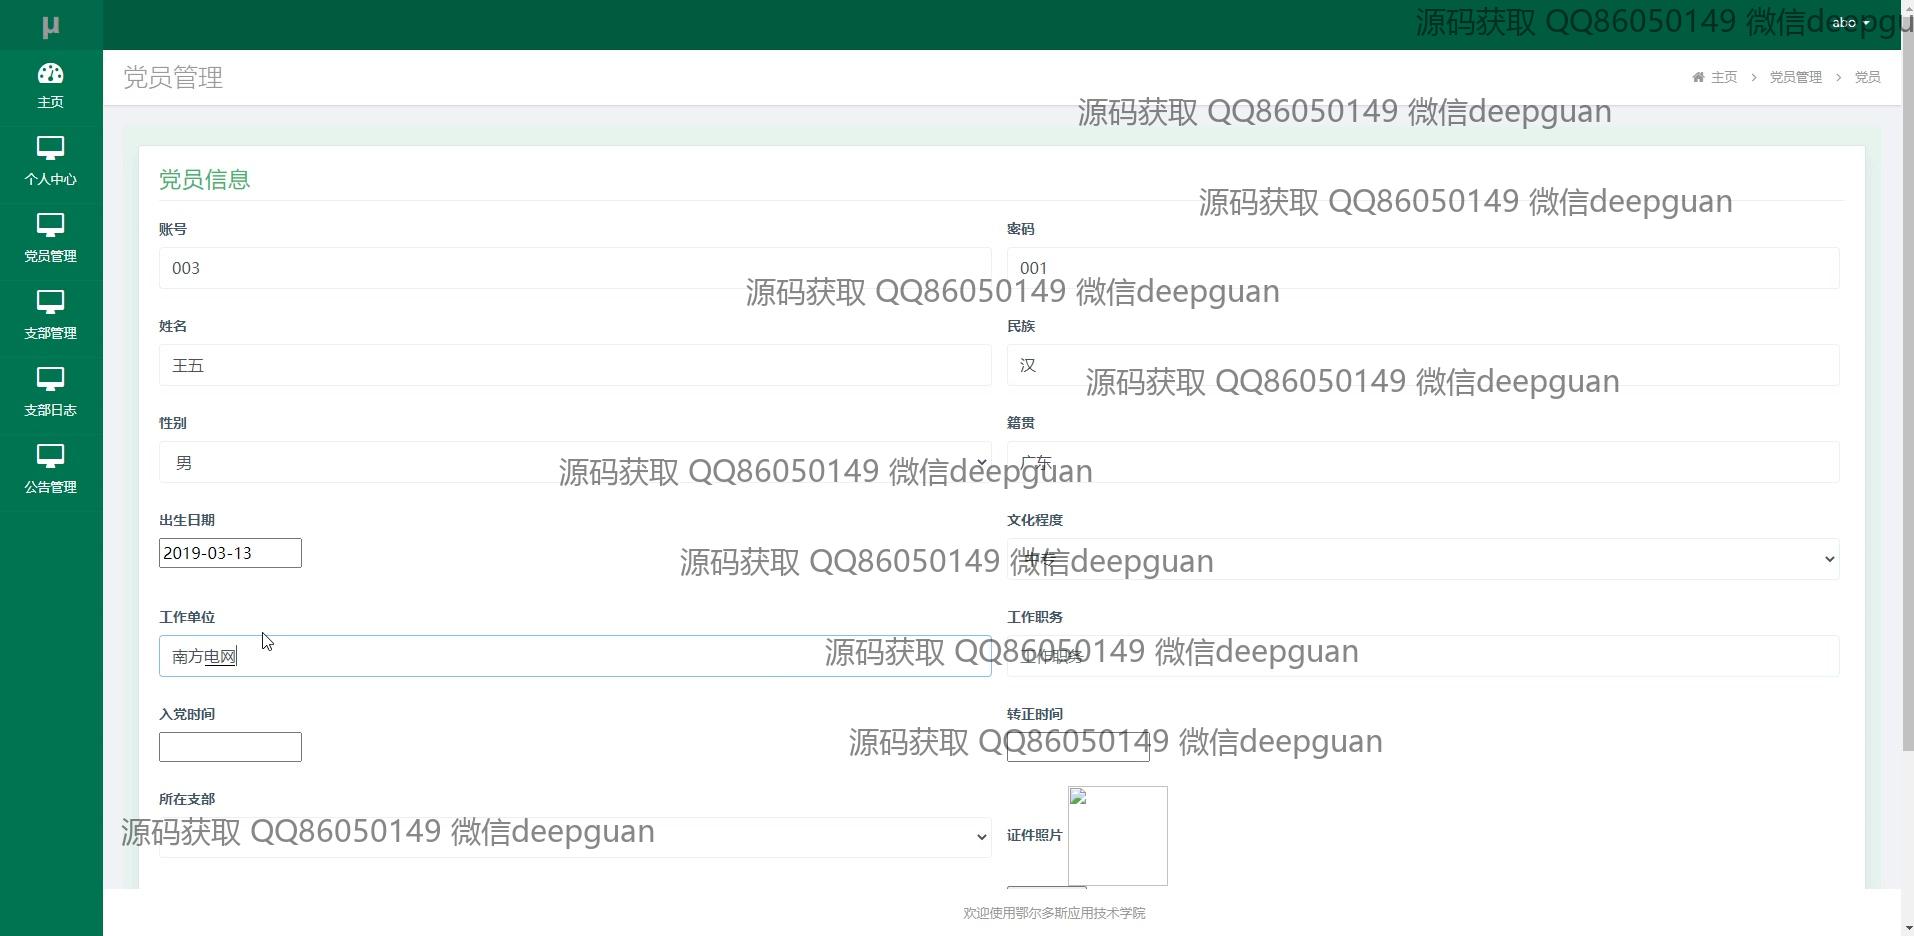 μ
源码获取 QQ86050149 微信deepgu
abo
主页
个人中心
党员管理
支部管理
支部日志
公告管理
党员管理
主页 > 党员管理 > 党员
源码获取 QQ86050149 微信deepguan
党员信息
源码获取 QQ86050149 微信deepguan
账号
密码
003
001
源码获取 QQ86050149 微信deepguan
姓名
民族
王五
汉
源码获取 QQ86050149 微信deepguan
性别
籍贯
男
广东
源码获取 QQ86050149 微信deepguan
出生日期
文化程度
2019-03-13
中专
源码获取 QQ86050149 微信deepguan
工作单位
工作职务
南方电网
工作职务
源码获取 QQ86050149 微信deepguan
入党时间
转正时间
源码获取 QQ86050149 微信deepguan
所在支部
证件照片
源码获取 QQ86050149 微信deepguan
欢迎使用鄂尔多斯应用技术学院